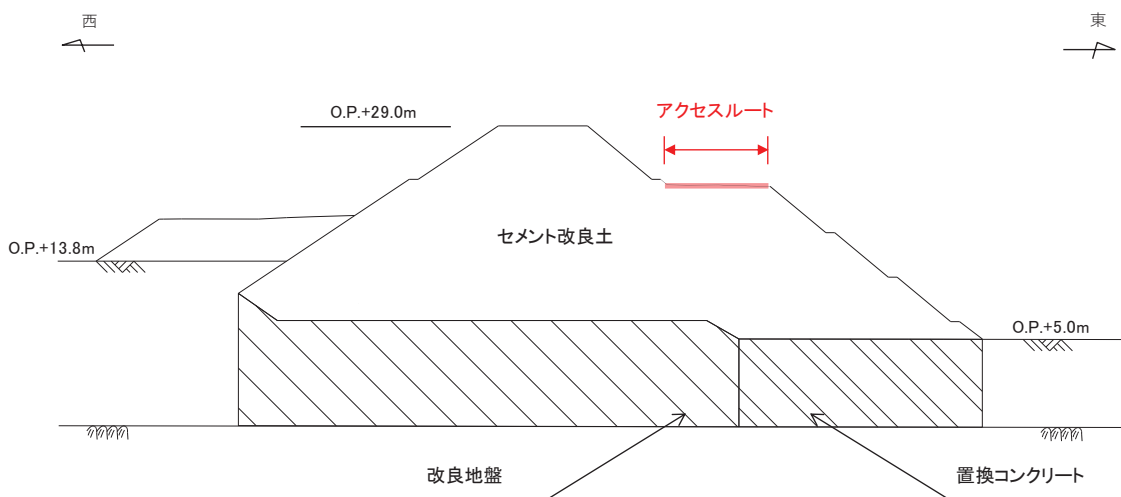 西
東
O.P.+29.0m
アクセスルート
セメント改良土
O.P.+13.8m
O.P.+5.0m
改良地盤
置換コンクリート